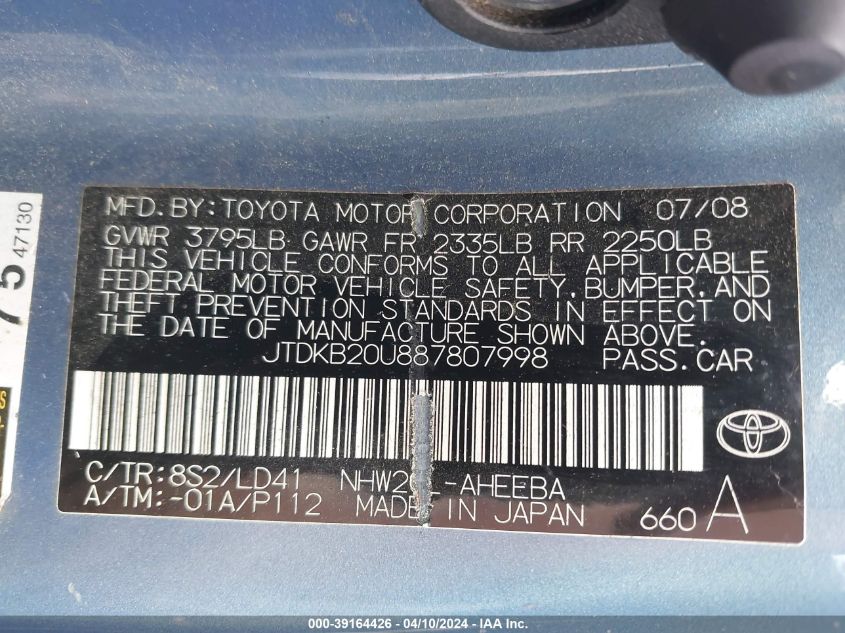 MFD. BY: TOYOTA MOTOR CORPORATION 07/08
GVWR 3795LB GAWR FR 2335LB RR 2250LB
THIS VEHICLE CONFORMS TO ALL APPLICABLE
FEDERAL MOTOR VEHICLE SAFETY, BUMPER, AND
THEFT PREVENTION STANDARDS IN EFFECT ON
THE DATE OF MANUFACTURE SHOWN ABOVE.
JTDKB20U887807998 PASS. CAR
C/TR: 8S2/LD41 -AHEEBA
A/TM: -01A/P112 MADE IN JAPAN 660 A
75 47130
000-39164426 - 04/10/2024 - IAA Inc.